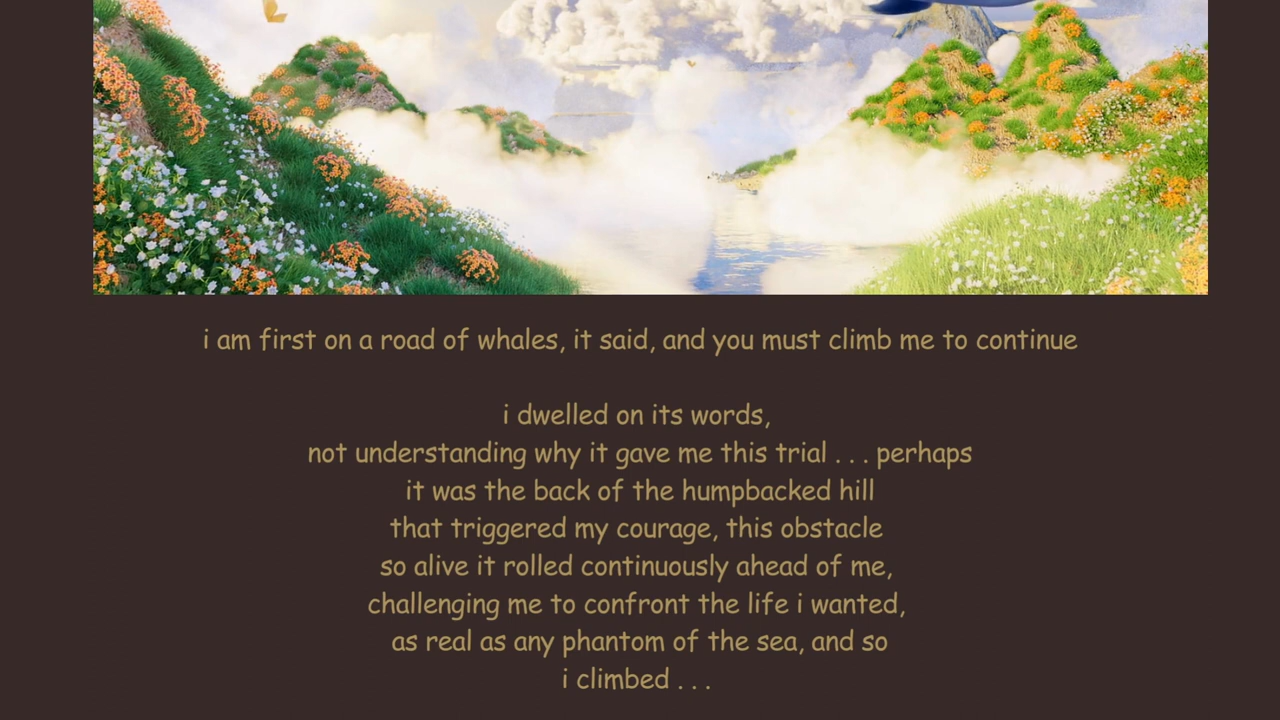 i am first on a road of whales, it said, and you must climb me to continue
i dwelled on its words,
not understanding why it gave me this trial . . . perhaps
it was the back of the humpbacked hill
that triggered my courage, this obstacle
so alive it rolled continuously ahead of me,
challenging me to confront the life i wanted,
as real as any phantom of the sea, and so
i climbed . . .